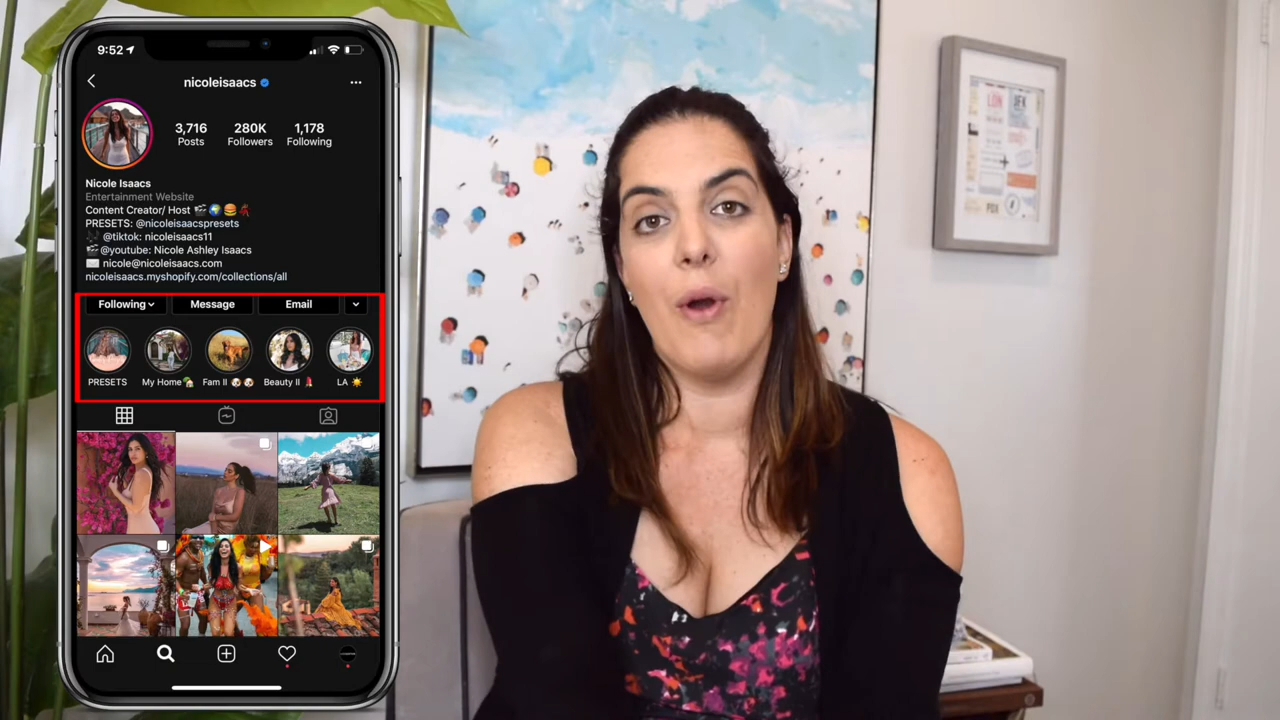 9:52
nicoleisaacs
3,716 280K 1,178
Posts Followers Following
Nicole Isaacs
Entertainment Website
Content Creator/ Host 🎬🌍🍔💃
PRESETS: @nicoleisaacspresets
@tiktok: nicoleisaacs11
🎬@youtube: Nicole Ashley Isaacs
✉️ nicole@nicoleisaacs.com
nicoleisaacs.myshopify.com/collections/all
Following Message Email
PRESETS My Home🏡 Fam II 🐶🐶 Beauty II 💄 LA ☀️
LDN JFK